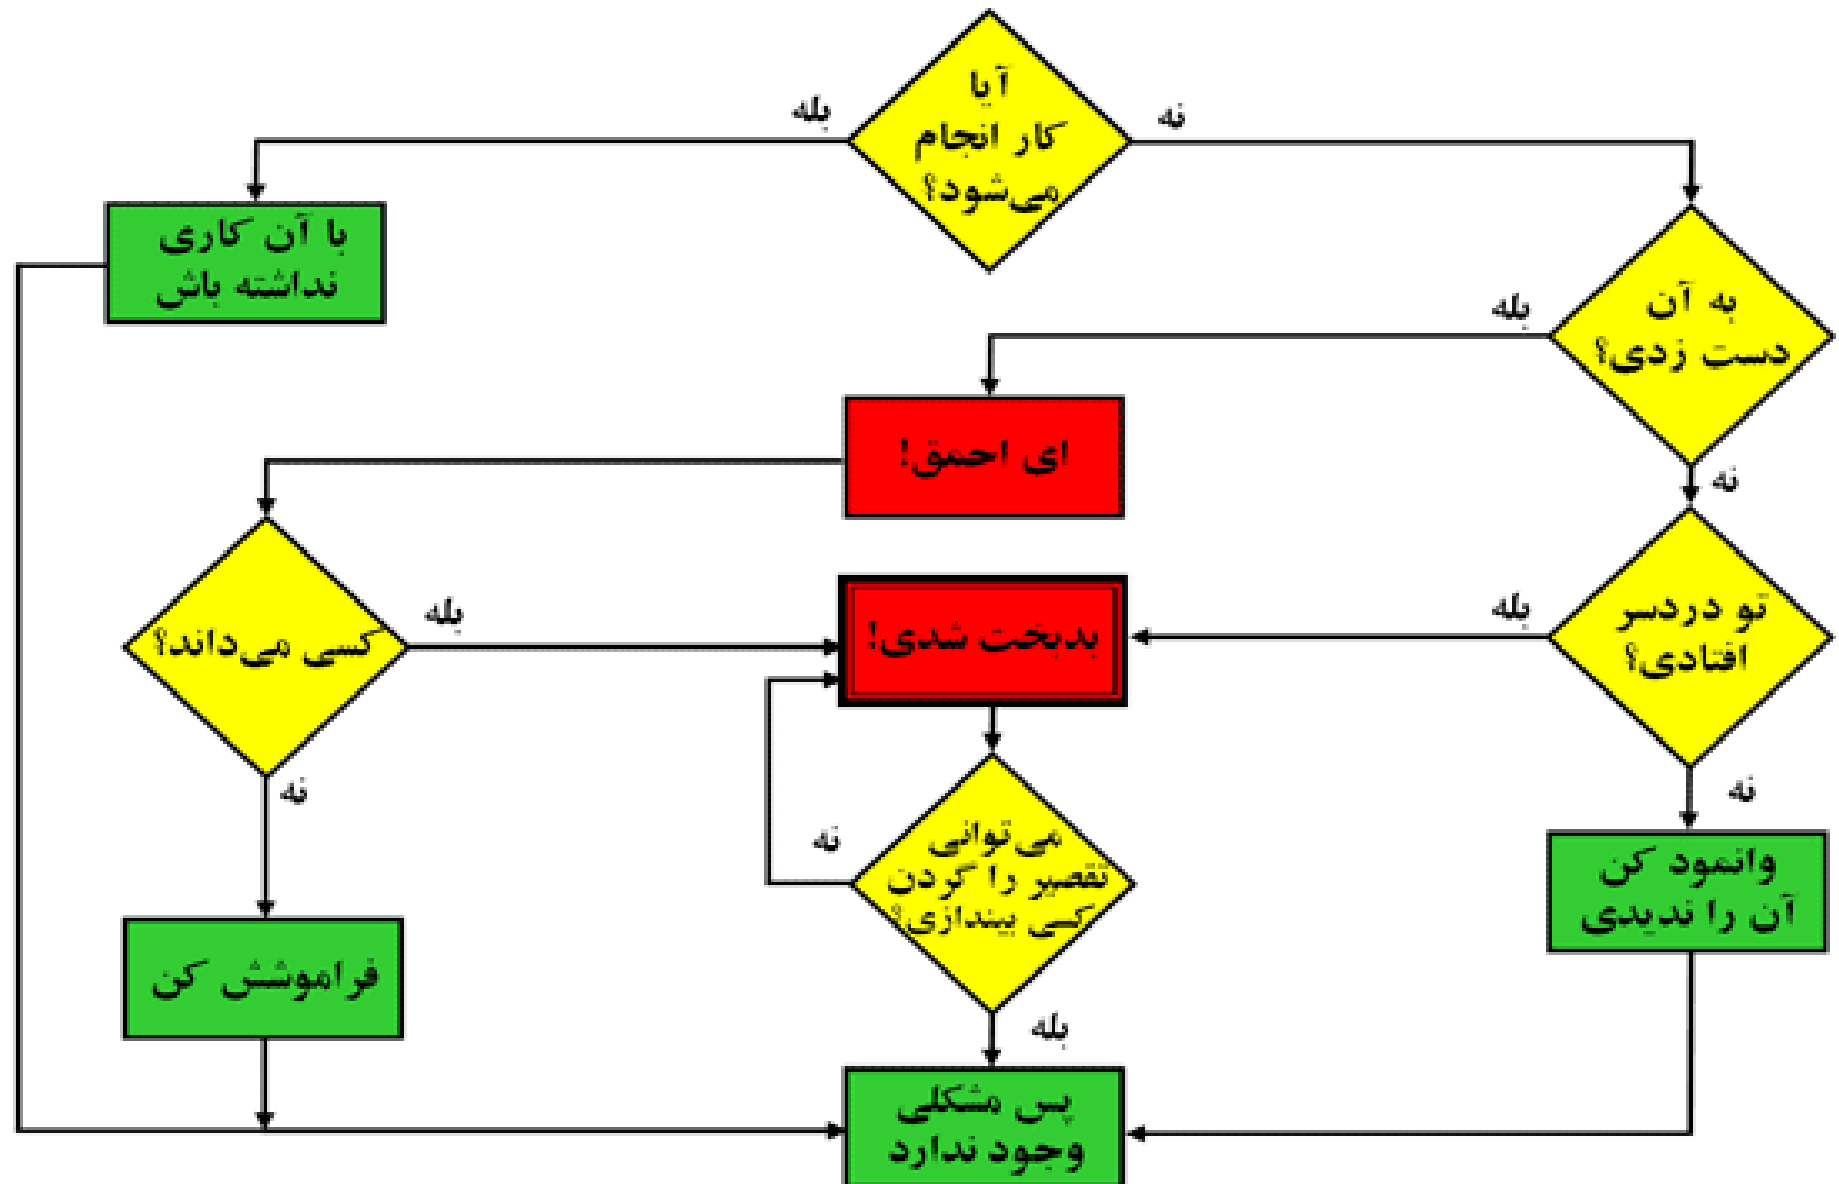 آیا
کار انجام
می‌شود؟
بله
نه
با آن کاری
نداشته باش
به آن
دست زدی؟
بله
ای احمق!
نه
تو دردسر
افتادی؟
بله
بدبخت شدی!
بله
کسی می‌داند؟
نه
نه
می‌توانی
تقصیر را گردن
کسی بیندازی؟
نه
وانمود کن
آن را ندیدی
فراموشش کن
بله
پس مشکلی
وجود ندارد